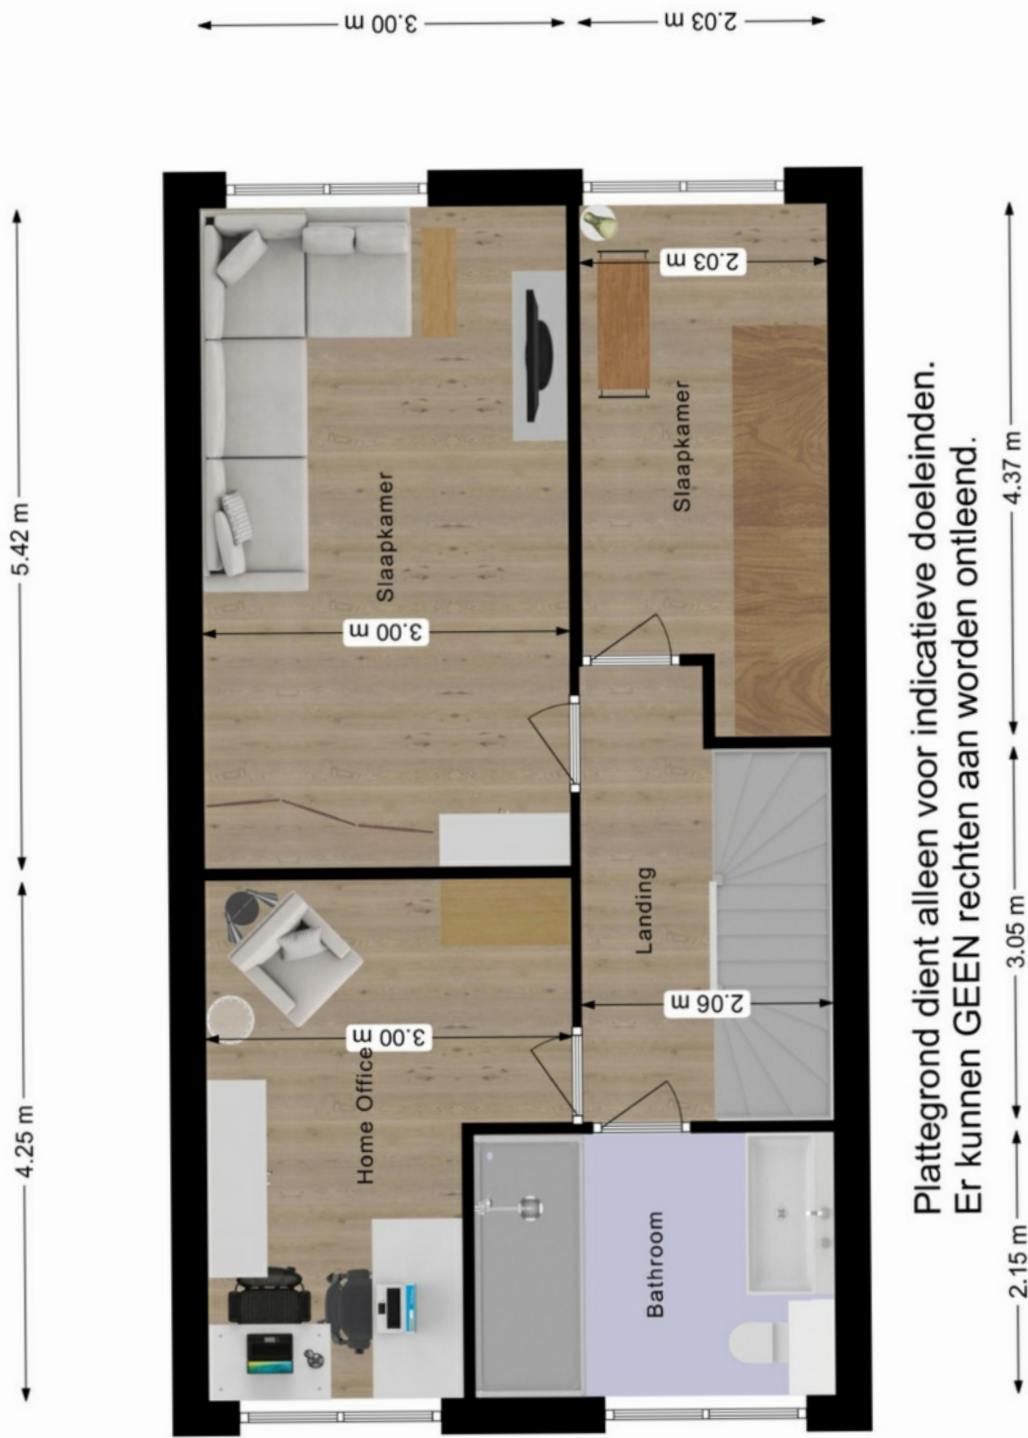 3.00 m
2.03 m
5.42 m
4.25 m
Slaapkamer
3.00 m
2.03 m
Slaapkamer
Home Office
3.00 m
Landing
2.06 m
Bathroom
4.37 m
3.05 m
2.15 m
Plattegrond dient alleen voor indicatieve doeleinden.
Er kunnen GEEN rechten aan worden ontleend.